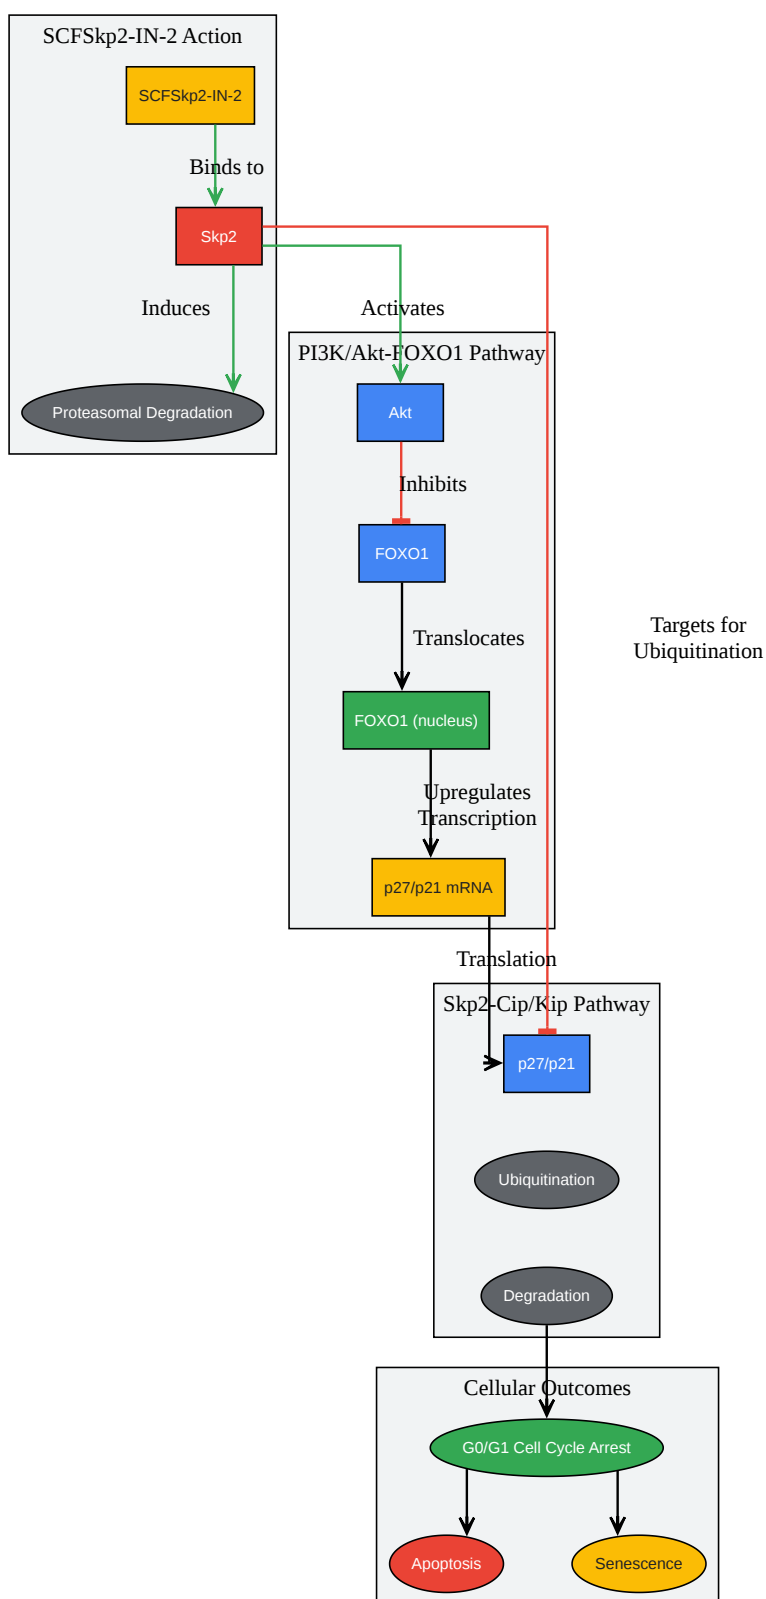 SCFSkp2-IN-2 Action
SCFSkp2-IN-2
Binds to
Skp2
Induces
Activates
PI3K/Akt-FOXO1 Pathway
Proteasomal Degradation
Akt
Inhibits
FOXO1
Targets for
Ubiquitination
Translocates
FOXO1 (nucleus)
Upregulates
Transcription
p27/p21 mRNA
Translation
Skp2-Cip/Kip Pathway
p27/p21
Ubiquitination
Degradation
Cellular Outcomes
G0/G1 Cell Cycle Arrest
Apoptosis
Senescence